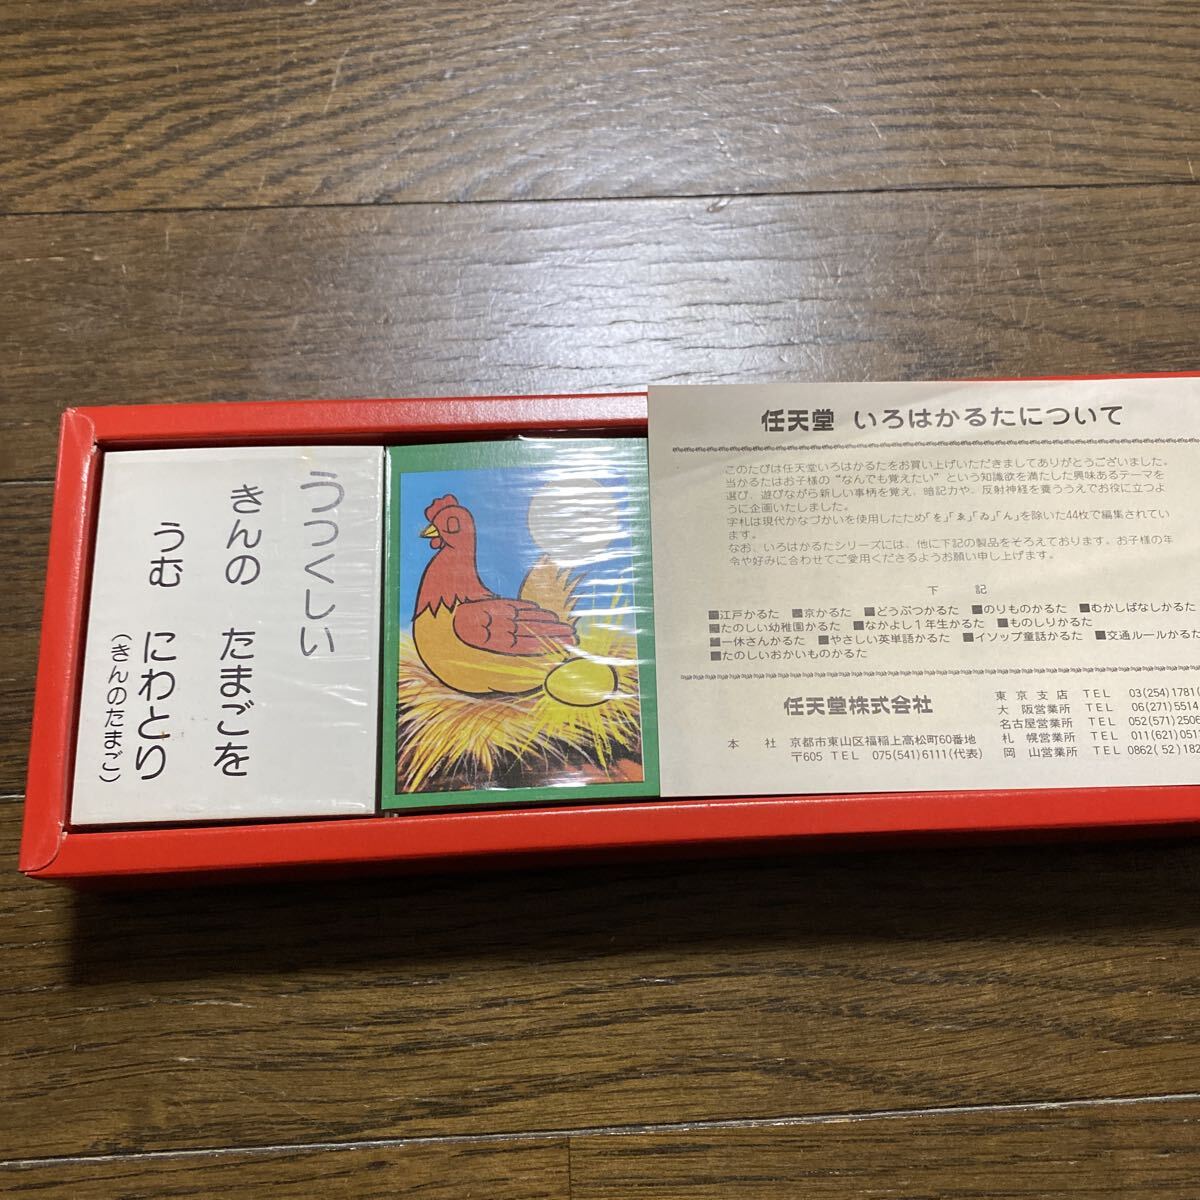 うつくしい
きんの たまごを
うむ にわとり
(きんのたまご)
任天堂 いろはかるたについて
このたびは任天堂いろはかるたをお買い上げいただきましてありがとうございました。
当かるたはお子様の“なんでも覚えたい”という知識欲を満たした興味あるテーマを
選び、遊びながら新しい事柄を覚え、暗記力や、反射神経を養ううえでお役に立つよ
うに企画いたしました。
字札は現代かなづかいを使用したため「を」「ゑ」「ゐ」「ん」を除いた44枚で編集されてい
ます。
なお、いろはかるたシリーズには、他に下記の製品をそろえております。お子様の年
令や好みに合わせてご愛用くださるようお願い申し上げます。
下 記
■江戸かるた ■京かるた ■どうぶつかるた ■のりものかるた ■むかしばなしかるた
■たのしい幼稚園かるた ■なかよし1年生かるた ■ものしりかるた
■一休さんかるた ■やさしい英単語かるた ■イソップ童話かるた ■交通ルールかるた
■たのしいおかいものかるた
任天堂株式会社
本 社 京都市東山区福稲上高松町60番地
〒605 TEL 075(541)6111(代表)
東京支店 TEL 03(254)1781(
大阪営業所 TEL 06(271)5514
名古屋営業所 TEL 052(571)2506
札幌営業所 TEL 011(621)051
岡山営業所 TEL 0862(52)182